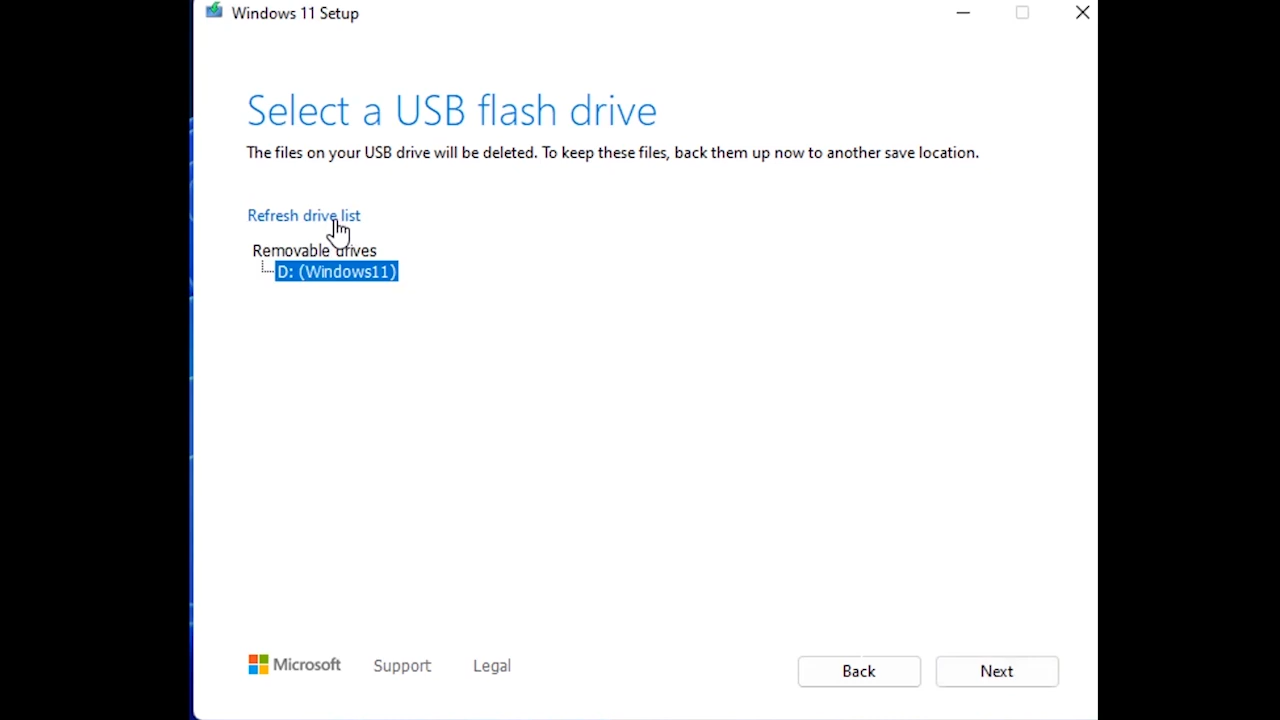 Windows 11 Setup
Select a USB flash drive
The files on your USB drive will be deleted. To keep these files, back them up now to another save location.
Refresh drive list
Removable drives
D: (Windows11)
Microsoft Support Legal
Back Next